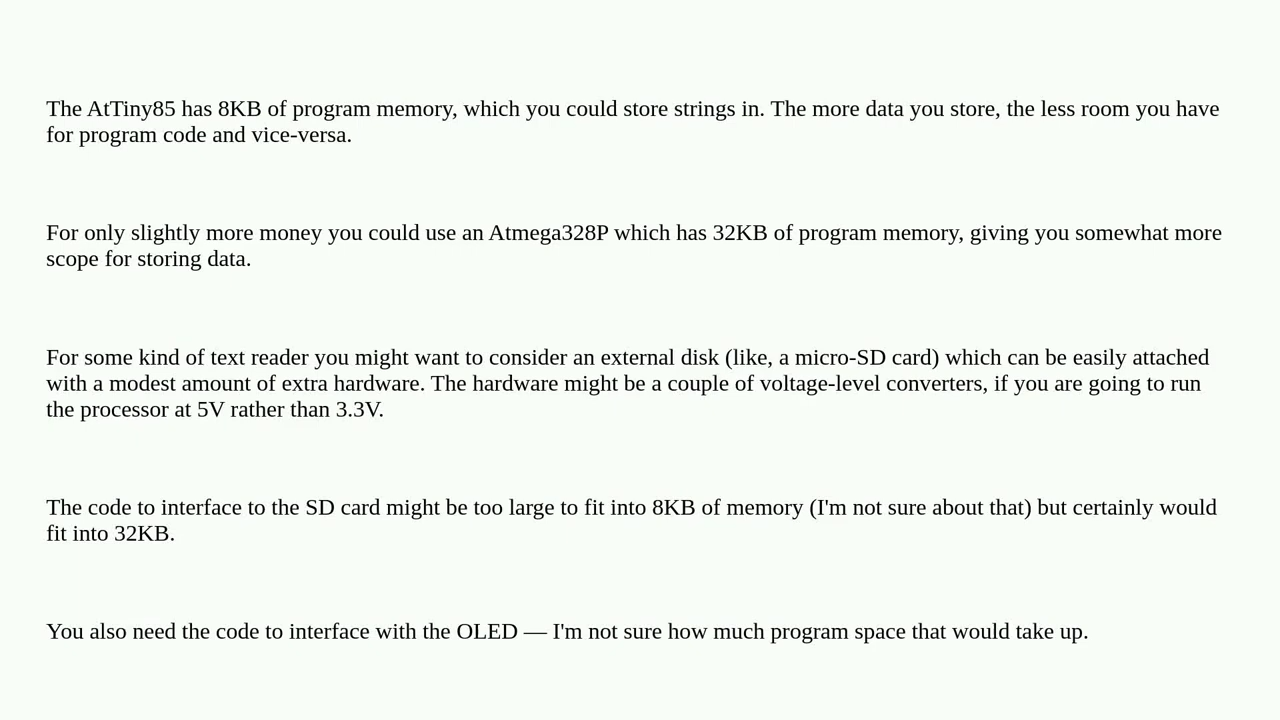 The AtTiny85 has 8KB of program memory, which you could store strings in. The more data you store, the less room you have
for program code and vice-versa.
For only slightly more money you could use an Atmega328P which has 32KB of program memory, giving you somewhat more
scope for storing data.
For some kind of text reader you might want to consider an external disk (like, a micro-SD card) which can be easily attached
with a modest amount of extra hardware. The hardware might be a couple of voltage-level converters, if you are going to run
the processor at 5V rather than 3.3V.
The code to interface to the SD card might be too large to fit into 8KB of memory (I'm not sure about that) but certainly would
fit into 32KB.
You also need the code to interface with the OLED — I'm not sure how much program space that would take up.